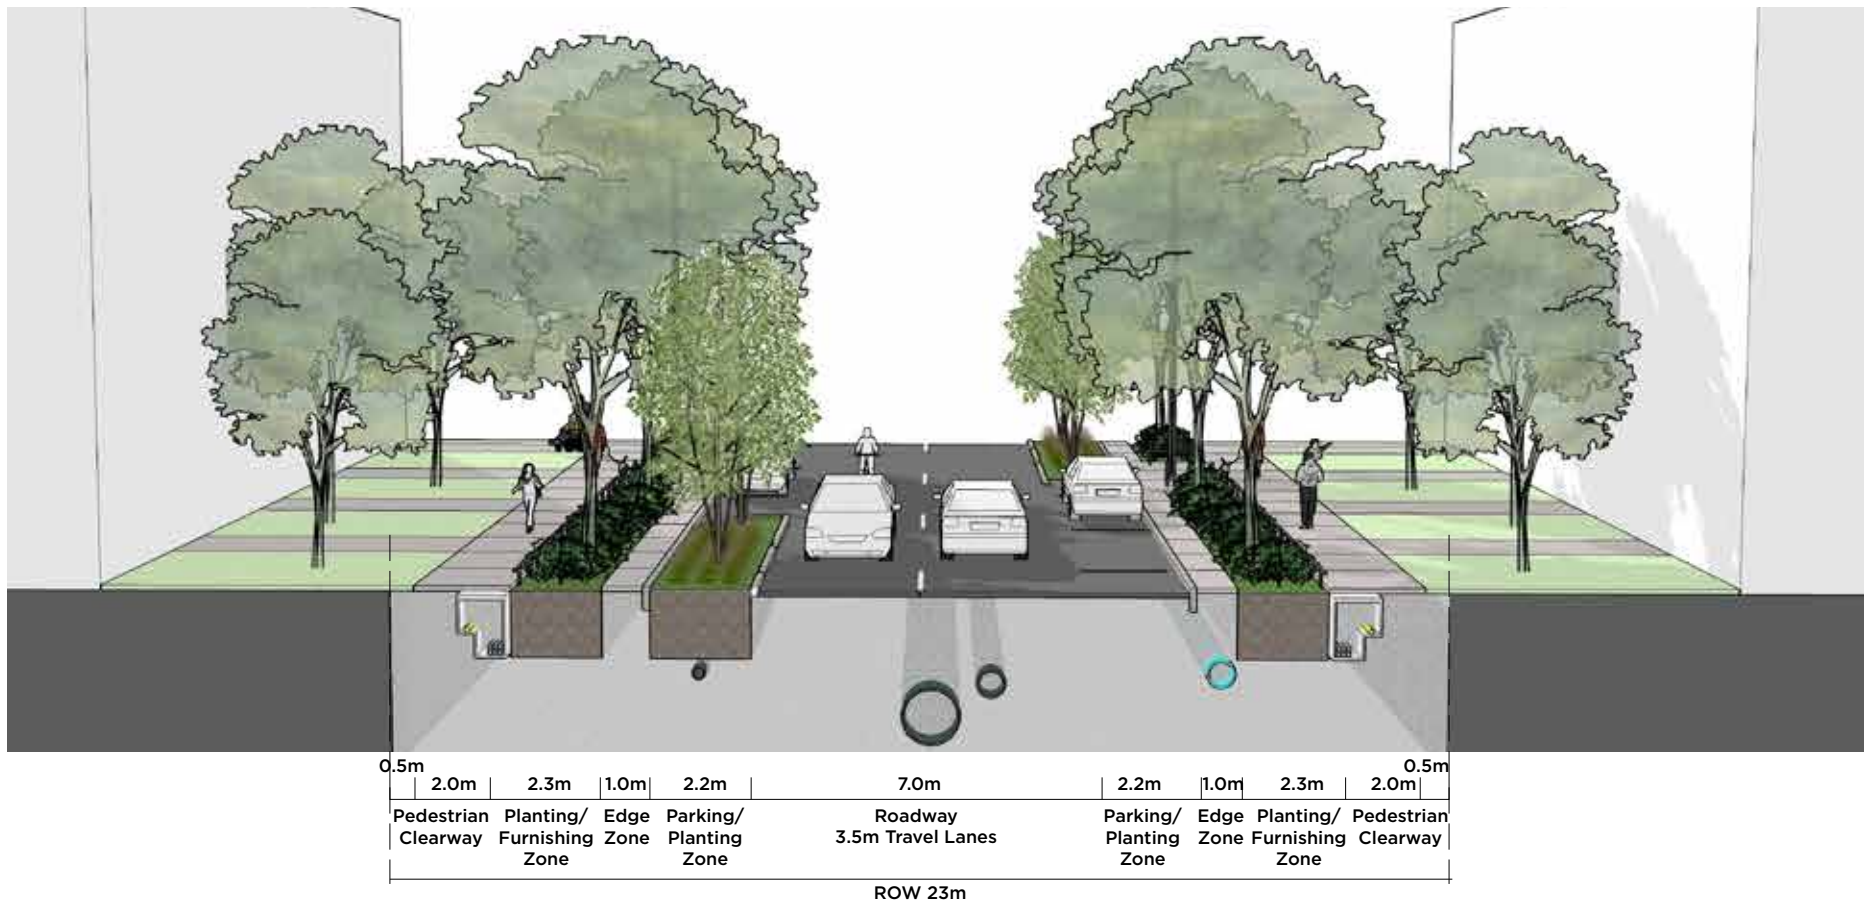 0.5m 0.5m
2.0m 2.3m 1.0m 2.2m 7.0m 2.2m 1.0m 2.3m 2.0m
Pedestrian Planting/ Edge Parking/ Roadway Parking/ Edge Planting/ Pedestrian
Clearway Furnishing Zone Planting 3.5m Travel Lanes Planting Zone Furnishing Clearway
Zone Zone Zone Zone
ROW 23m